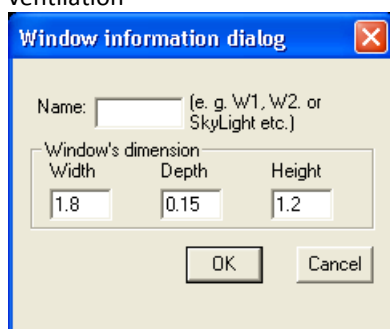 ventilation
Window information dialog
Name: (e. g. W1, W2. or
SkyLight etc.)
Window's dimension
Width Depth Height
1.8 0.15 1.2
OK Cancel